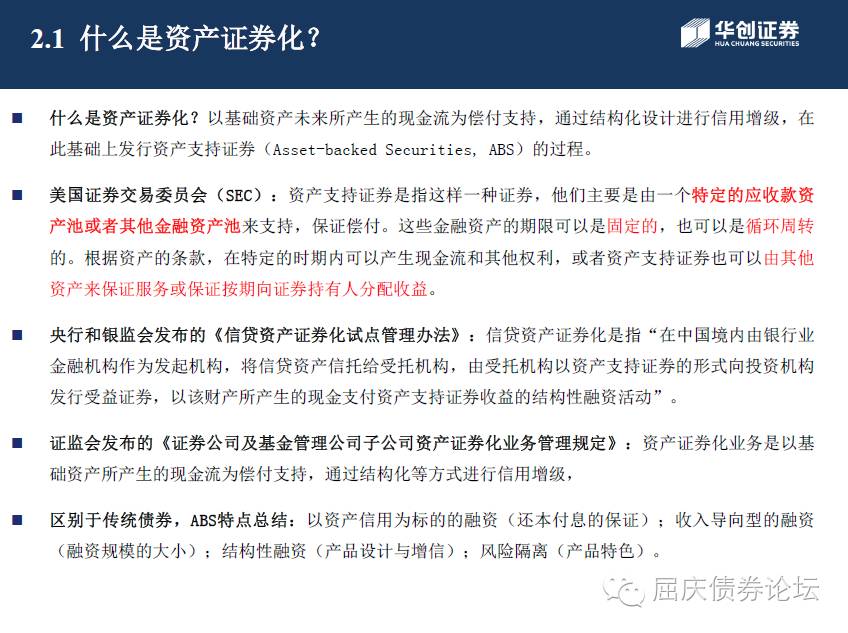 2.1 什么是资产证券化？
华创证券
HUA CHUANG SECURITIES
■ 什么是资产证券化？以基础资产未来所产生的现金流为偿付支持，通过结构化设计进行信用增级，在
此基础上发行资产支持证券（Asset-backed Securities, ABS）的过程。
■ 美国证券交易委员会（SEC）：资产支持证券是指这样一种证券，他们主要是由一个特定的应收款资
产池或者其他金融资产池来支持，保证偿付。这些金融资产的期限可以是固定的，也可以是循环周转
的。根据资产的条款，在特定的时期内可以产生现金流和其他权利，或者资产支持证券也可以由其他
资产来保证服务或保证按期向证券持有人分配收益。
■ 央行和银监会发布的《信贷资产证券化试点管理办法》：信贷资产证券化是指“在中国境内由银行业
金融机构作为发起机构，将信贷资产信托给受托机构，由受托机构以资产支持证券的形式向投资机构
发行受益证券，以该财产所产生的现金支付资产支持证券收益的结构性融资活动”。
■ 证监会发布的《证券公司及基金管理公司子公司资产证券化业务管理规定》：资产证券化业务是以基
础资产所产生的现金流为偿付支持，通过结构化等方式进行信用增级，
■ 区别于传统债券，ABS特点总结：以资产信用为标的的融资（还本付息的保证）；收入导向型的融资
（融资规模的大小）；结构性融资（产品设计与增信）；风险隔离（产品特色）。
屈庆债券论坛